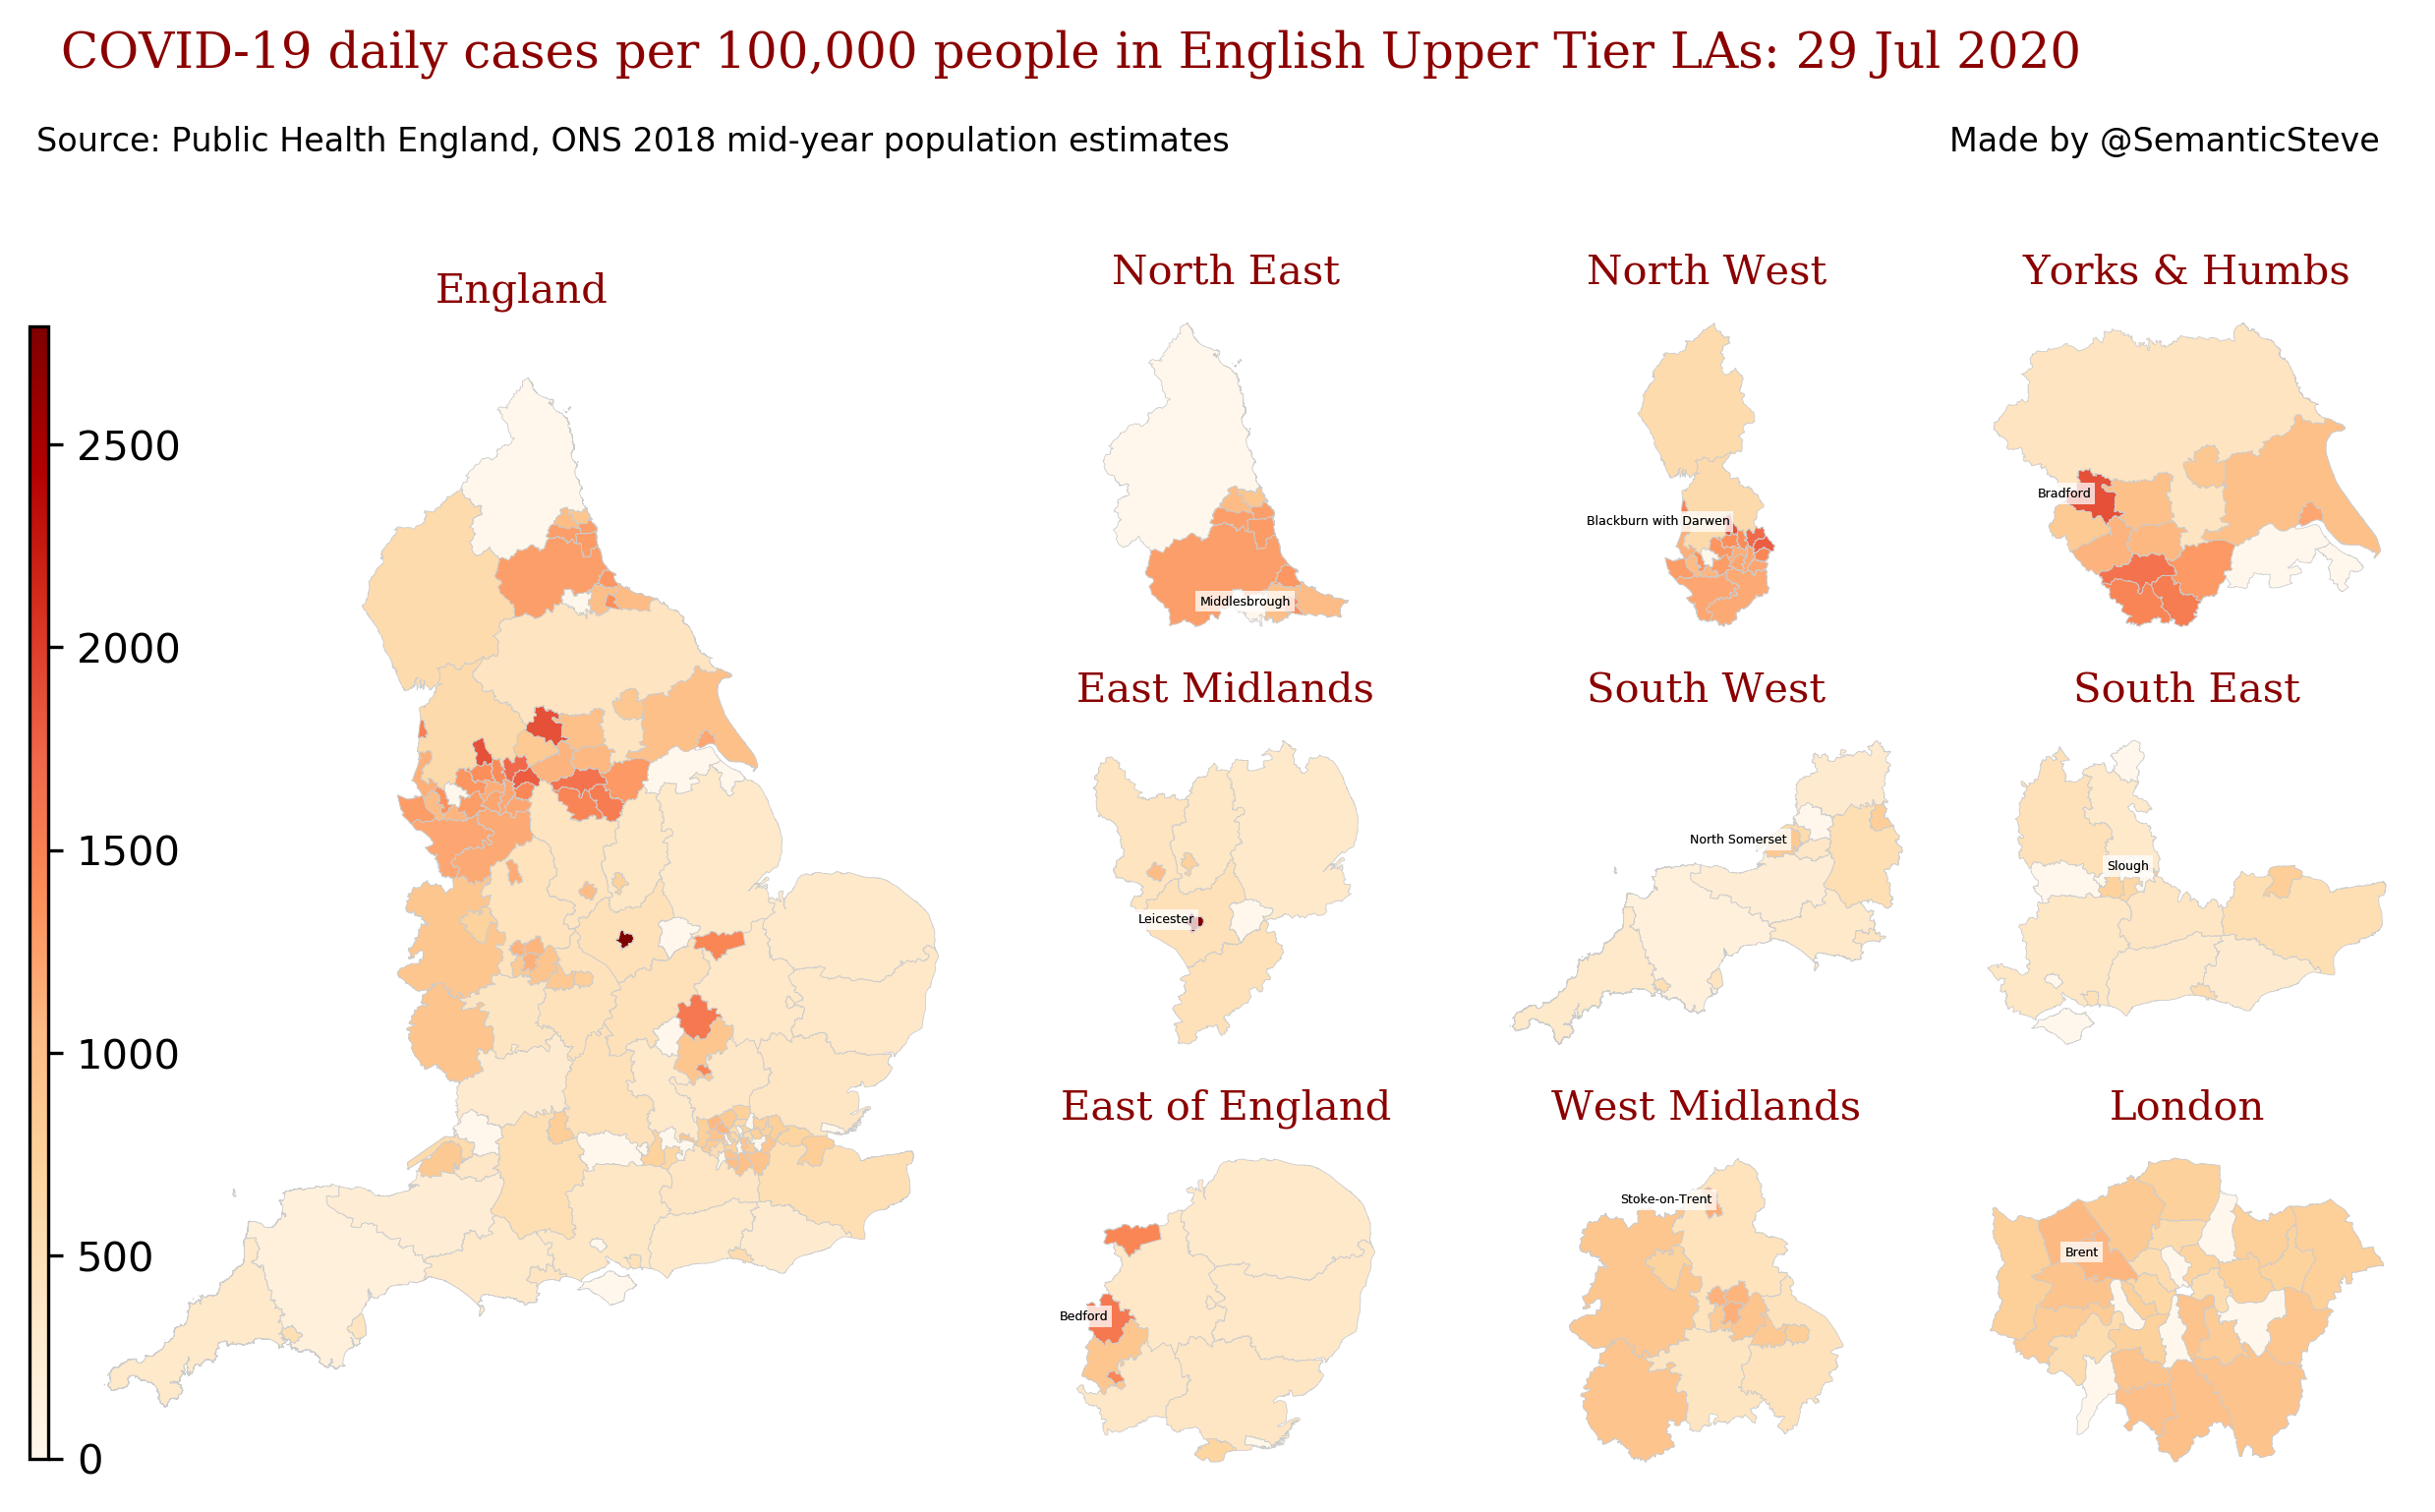 COVID-19 daily cases per 100,000 people in English Upper Tier LAs: 29 Jul 2020
Source: Public Health England, ONS 2018 mid-year population estimates
Made by @SemanticSteve
England
2500
2000
1500
1000
500
0
North East
Middlesbrough
North West
Blackburn with Darwen
Yorks & Humbs
Bradford
East Midlands
Leicester
South West
North Somerset
South East
Slough
East of England
Bedford
West Midlands
Stoke-on-Trent
London
Brent